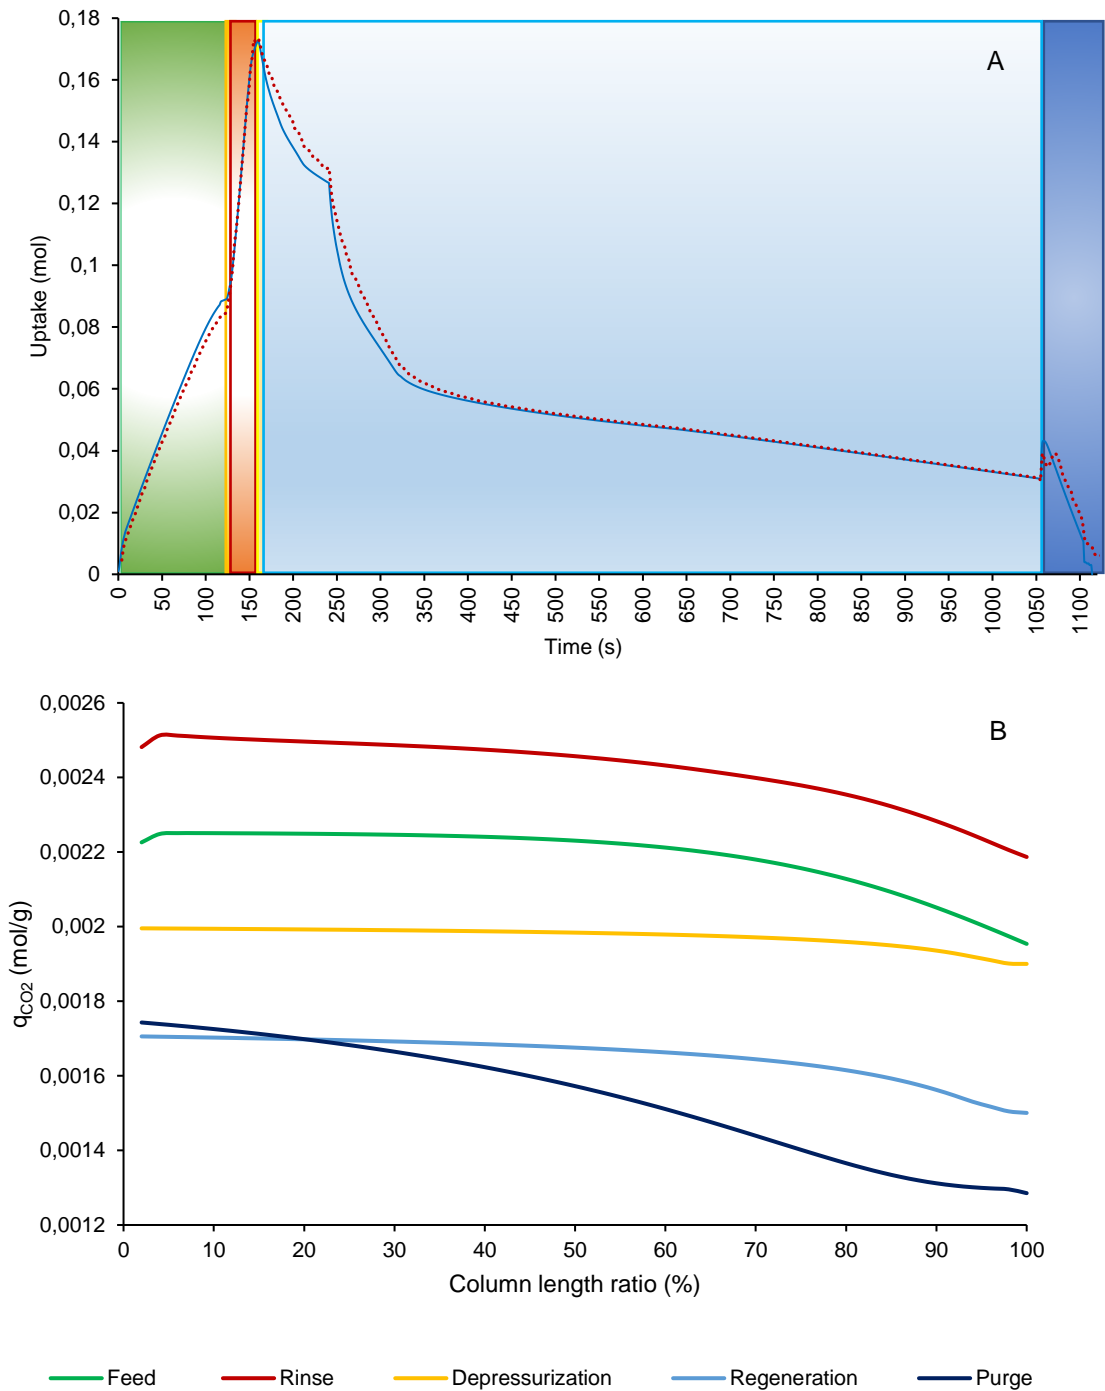 0,18
A
0,16
0,14
0,12
0,1
0,08
0,06
0,04
0,02
0
Uptake (mol)
0 50 100 150 200 250 300 350 400 450 500 550 600 650 700 750 800 850 900 950 1000 1050 1100
Time (s)
0,0026
B
0,0024
0,0022
0,002
0,0018
0,0016
0,0014
0,0012
qCO2 (mol/g)
0 10 20 30 40 50 60 70 80 90 100
Column length ratio (%)
Feed Rinse Depressurization Regeneration Purge